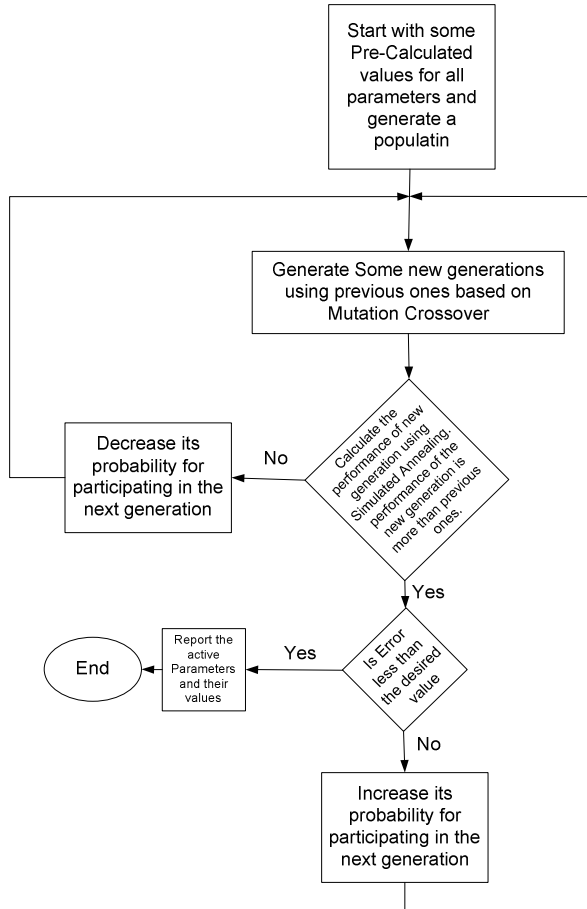 Start with some
Pre-Calculated
values for all
parameters and
generate a
populatin
Generate Some new generations
using previous ones based on
Mutation Crossover
Calculate the
performance of new
generation using
Simulated Annealing.
performance of the
new generation is
more than previous
ones.
No
Decrease its
probability for
participating in the
next generation
Yes
Is Error
less than
the desired
value
Yes
Report the
active
Parameters
and their
values
End
No
Increase its
probability for
participating in the
next generation